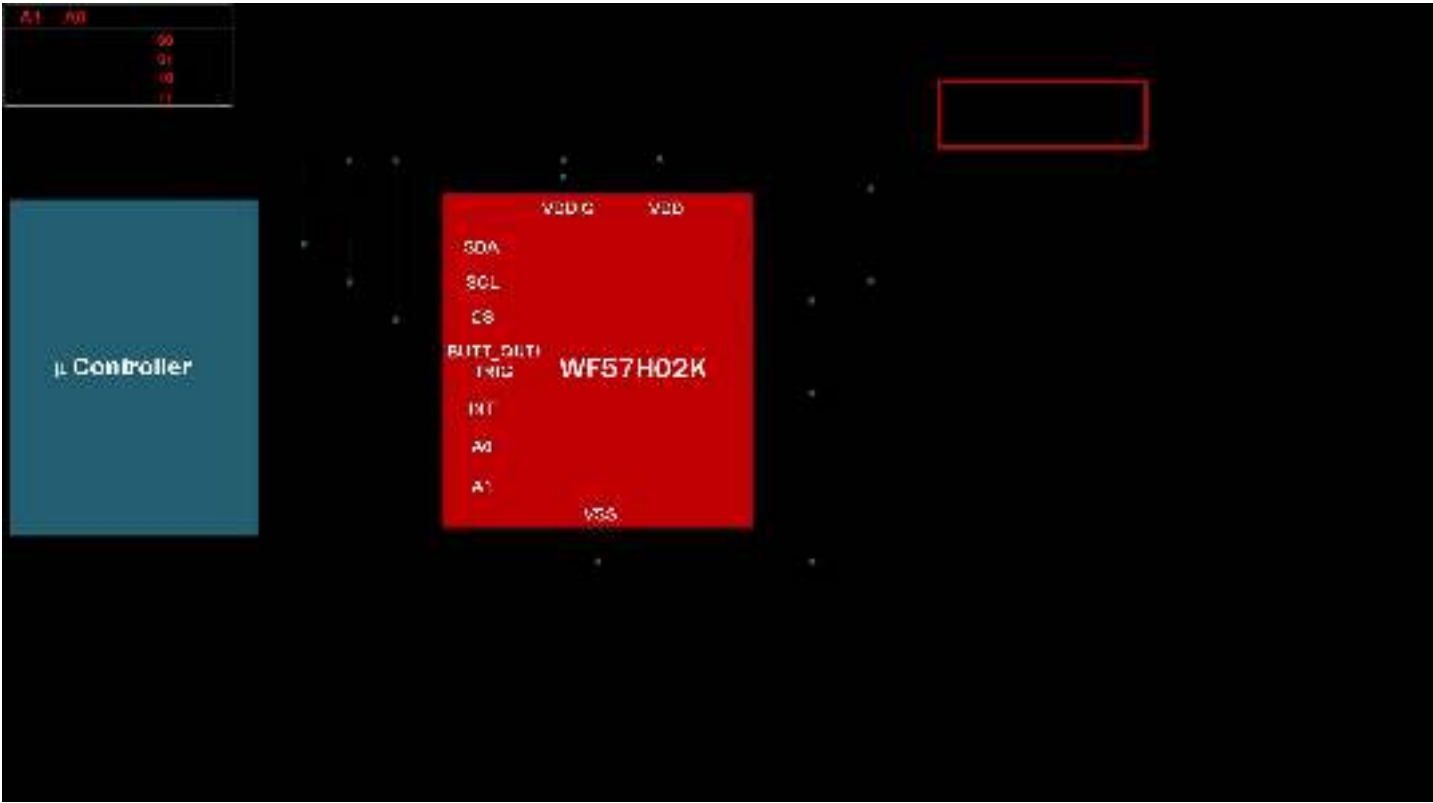 A1 A0
00
01
10
11
VDDIO VDD
SDA
SCL
CS
BUTT_OUT/
TRIG
INT
A0
A1
VSS
µ Controller
WF57H02K